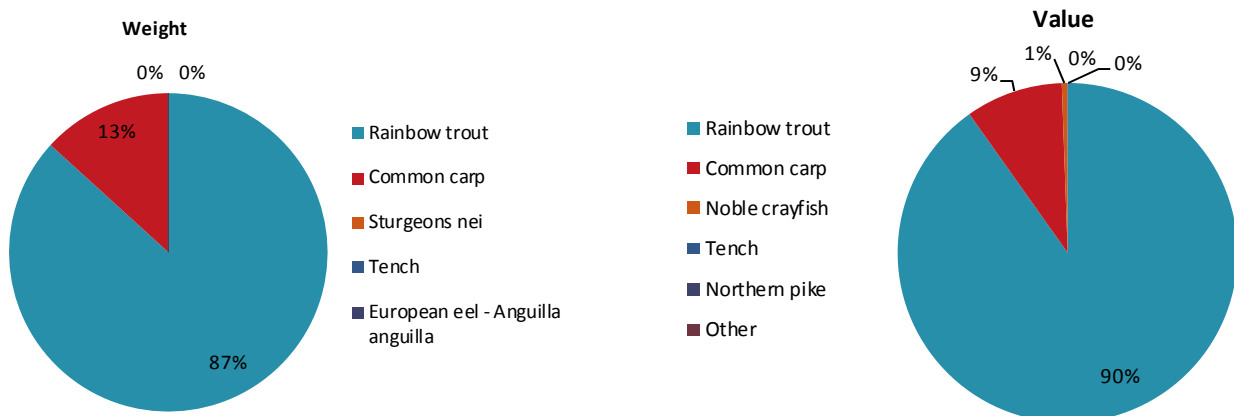 Weight
0% 0%
13%
87%
Rainbow trout
Common carp
Sturgeons nei
Tench
European eel - Anguilla
anguilla
Value
9%
1%
0%
0%
90%
Rainbow trout
Common carp
Noble crayfish
Tench
Northern pike
Other